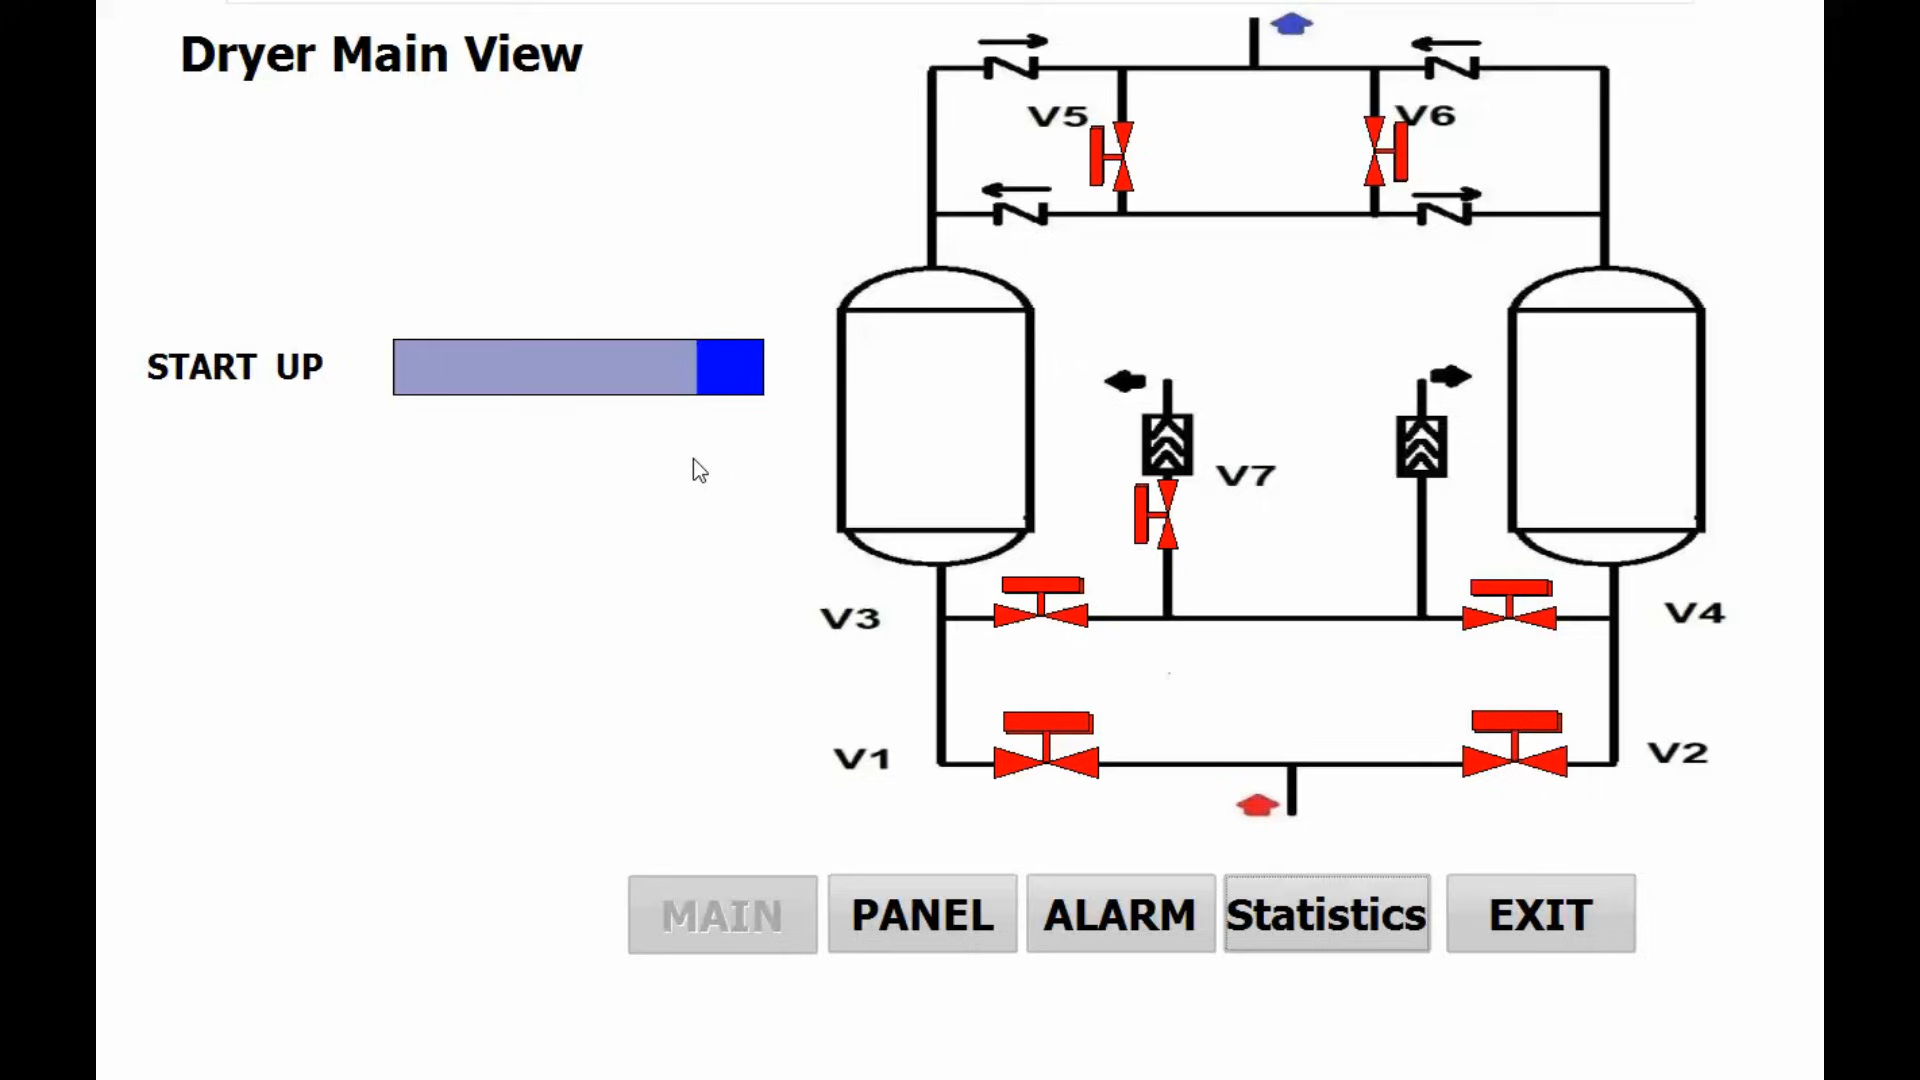 Dryer Main View
V5
V6
START UP
V7
V3
V4
V1
V2
MAIN
PANEL
ALARM
Statistics
EXIT